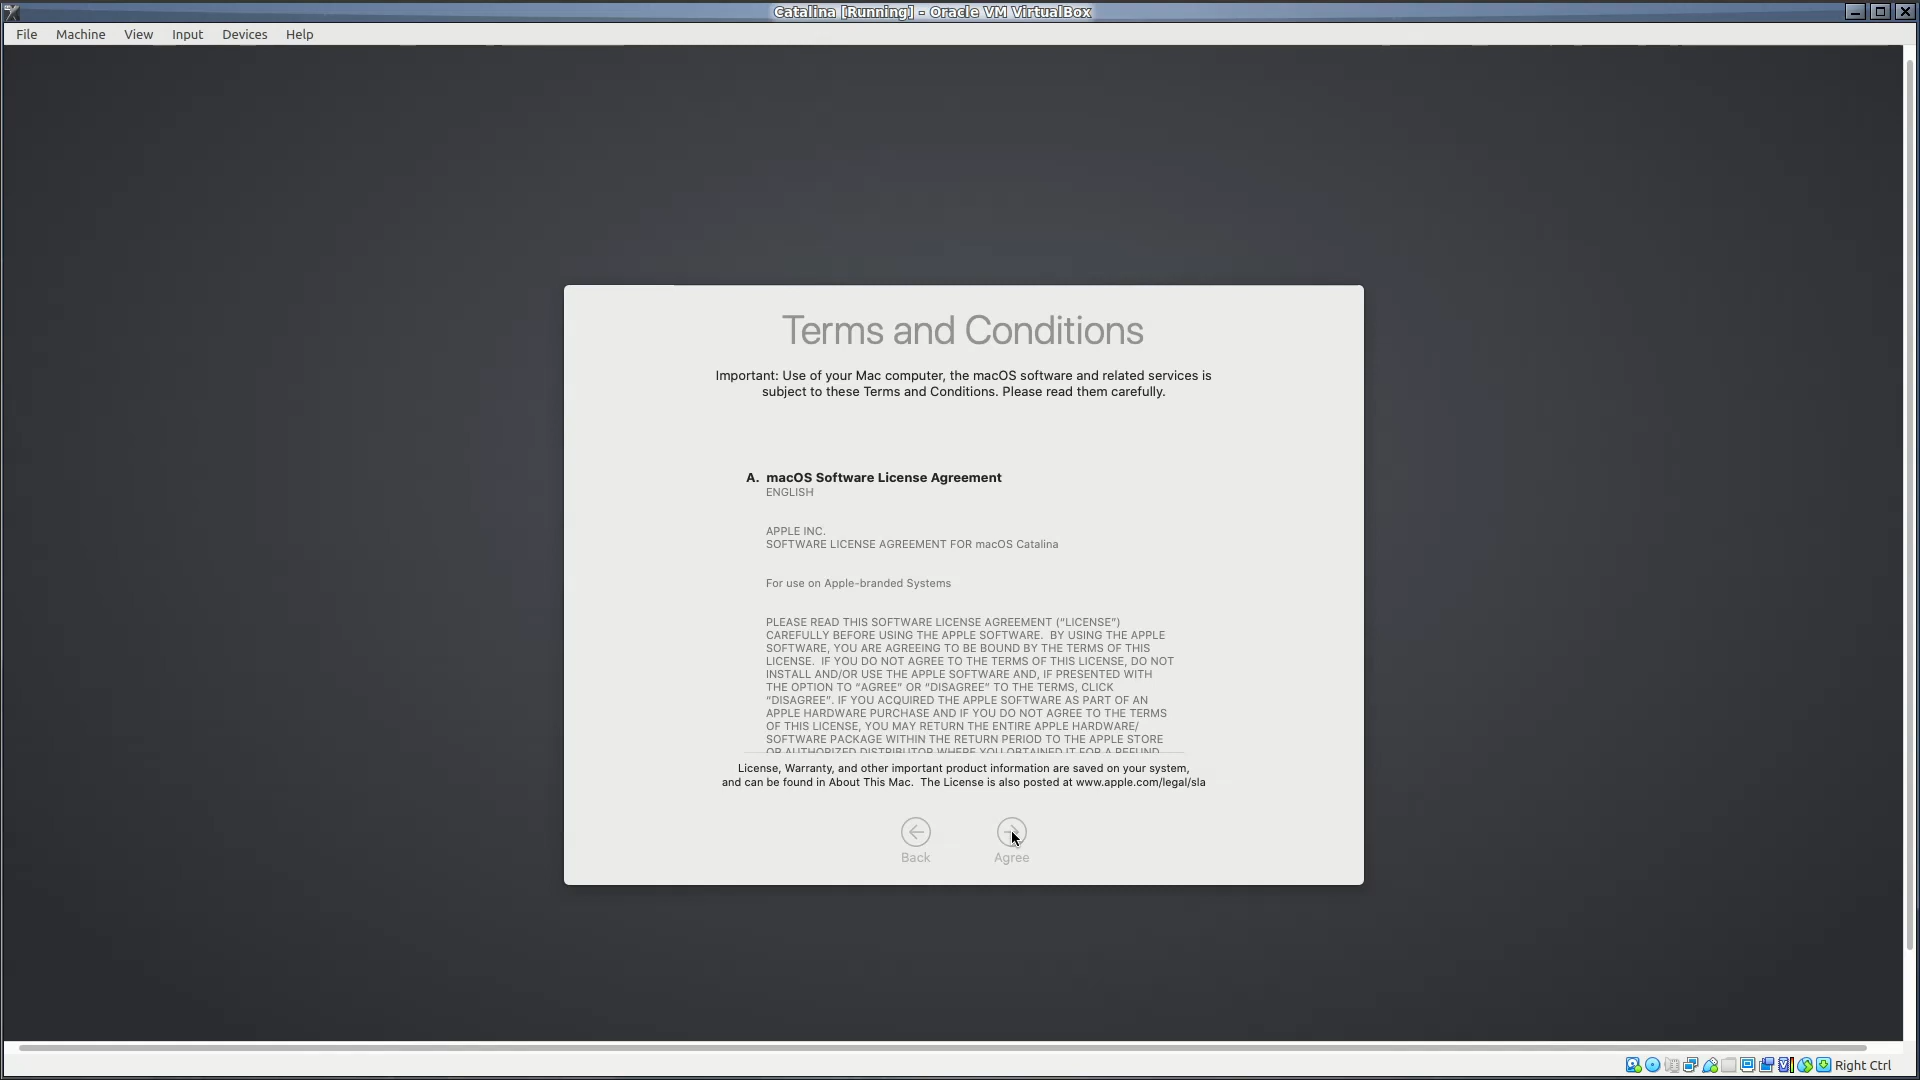 Catalina [Running] - Oracle VM VirtualBox
File Machine View Input Devices Help
Terms and Conditions
Important: Use of your Mac computer, the macOS software and related services is
subject to these Terms and Conditions. Please read them carefully.
A. macOS Software License Agreement
ENGLISH
APPLE INC.
SOFTWARE LICENSE AGREEMENT FOR macOS Catalina
For use on Apple-branded Systems
PLEASE READ THIS SOFTWARE LICENSE AGREEMENT (“LICENSE”)
CAREFULLY BEFORE USING THE APPLE SOFTWARE. BY USING THE APPLE
SOFTWARE, YOU ARE AGREEING TO BE BOUND BY THE TERMS OF THIS
LICENSE. IF YOU DO NOT AGREE TO THE TERMS OF THIS LICENSE, DO NOT
INSTALL AND/OR USE THE APPLE SOFTWARE AND, IF PRESENTED WITH
THE OPTION TO “AGREE” OR “DISAGREE” TO THE TERMS, CLICK
“DISAGREE”. IF YOU ACQUIRED THE APPLE SOFTWARE AS PART OF AN
APPLE HARDWARE PURCHASE AND IF YOU DO NOT AGREE TO THE TERMS
OF THIS LICENSE, YOU MAY RETURN THE ENTIRE APPLE HARDWARE/
SOFTWARE PACKAGE WITHIN THE RETURN PERIOD TO THE APPLE STORE
OR AUTHORIZED DISTRIBUTOR WHERE YOU OBTAINED IT FOR A REFUND
License, Warranty, and other important product information are saved on your system,
and can be found in About This Mac. The License is also posted at www.apple.com/legal/sla
Back Agree
Right Ctrl